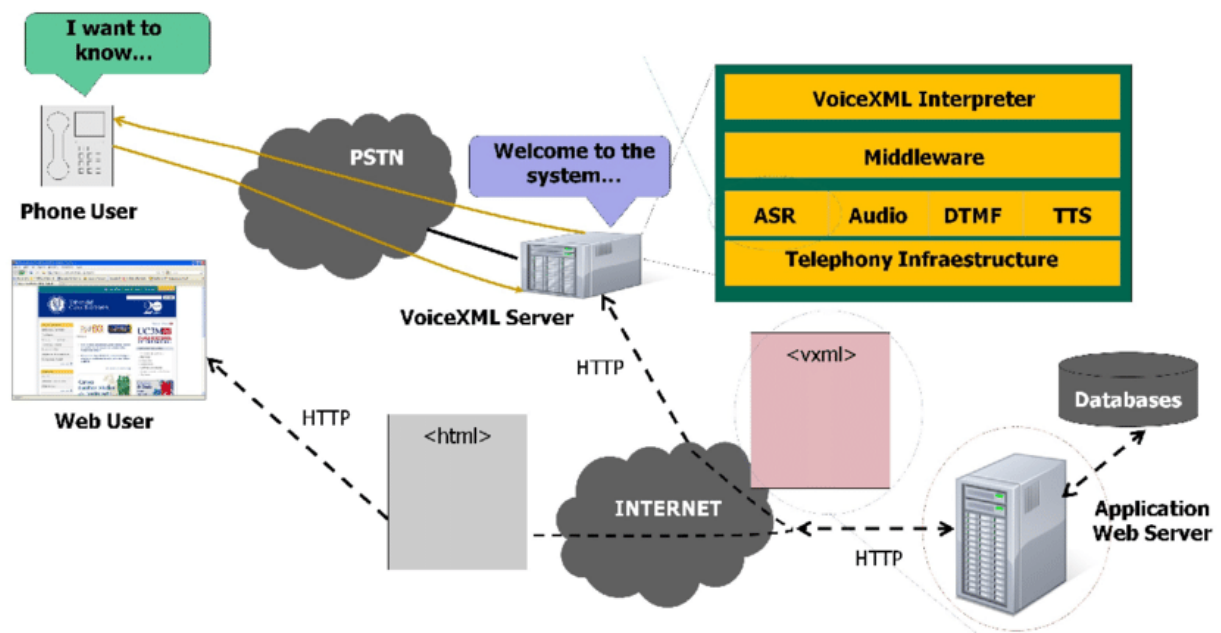 I want to
know...
Phone User
PSTN
Welcome to the
system...
VoiceXML Server
VoiceXML Interpreter
Middleware
ASR
Audio
DTMF
TTS
Telephony Infraestructure
Web User
HTTP
<html>
HTTP
<vxml>
INTERNET
HTTP
Databases
Application
Web Server